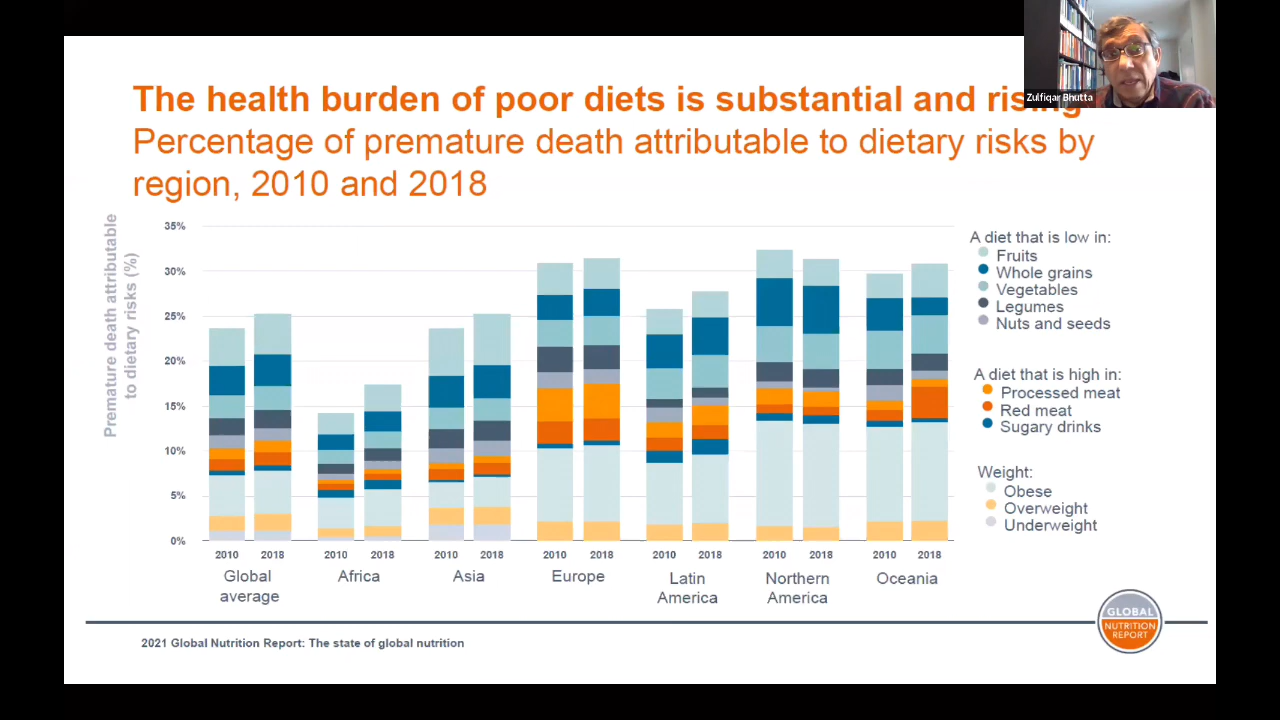 The health burden of poor diets is substantial and rising
Percentage of premature death attributable to dietary risks by
region, 2010 and 2018
Zulfiqar Bhutta
Premature death attributable
to dietary risks (%)
35%
30%
25%
20%
15%
10%
5%
0%
2010 2018 2010 2018 2010 2018 2010 2018 2010 2018 2010 2018 2010 2018
Global
average
Africa
Asia
Europe
Latin
America
Northern
America
Oceania
A diet that is low in:
Fruits
Whole grains
Vegetables
Legumes
Nuts and seeds
A diet that is high in:
Processed meat
Red meat
Sugary drinks
Weight:
Obese
Overweight
Underweight
GLOBAL
NUTRITION
REPORT
2021 Global Nutrition Report: The state of global nutrition